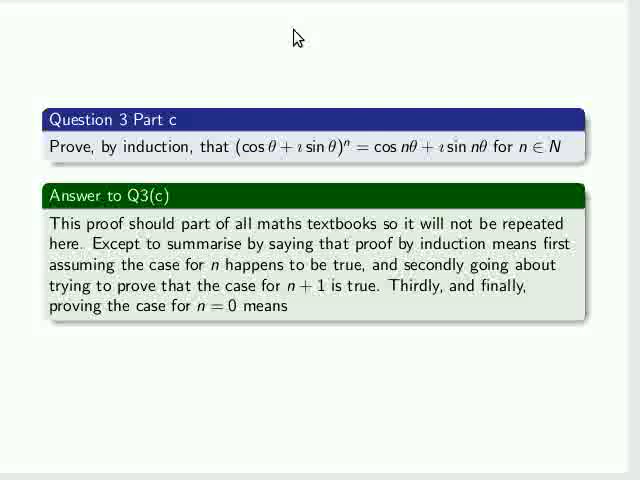 Question 3 Part c
Prove, by induction, that (cos θ + ı sin θ)ⁿ = cos nθ + ı sin nθ for n ∈ N
Answer to Q3(c)
This proof should part of all maths textbooks so it will not be repeated
here. Except to summarise by saying that proof by induction means first
assuming the case for n happens to be true, and secondly going about
trying to prove that the case for n + 1 is true. Thirdly, and finally,
proving the case for n = 0 means